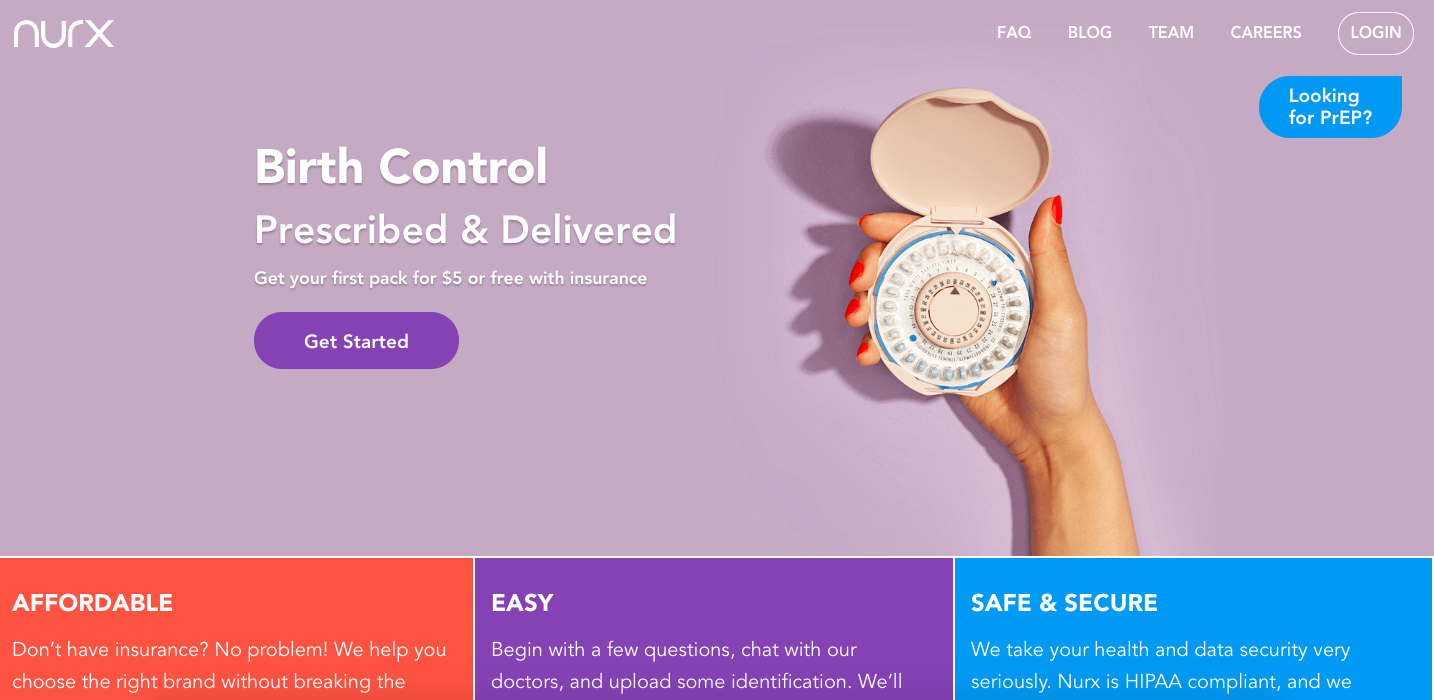 nurx
FAQ
BLOG
TEAM
CAREERS
LOGIN
Looking
for PrEP?
Birth Control
Prescribed & Delivered
Get your first pack for $5 or free with insurance
Get Started
AFFORDABLE
Don’t have insurance? No problem! We help you
choose the right brand without breaking the
EASY
Begin with a few questions, chat with our
doctors, and upload some identification. We’ll
SAFE & SECURE
We take your health and data security very
seriously. Nurx is HIPAA compliant, and we